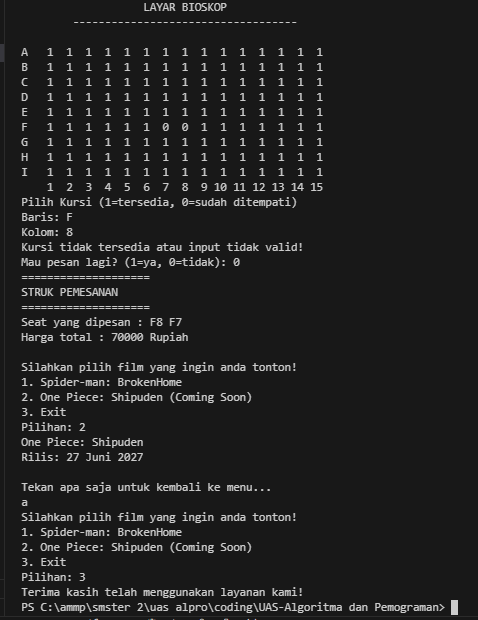 LAYAR BIOSKOP
-----------------------------------
A 1 1 1 1 1 1 1 1 1 1 1 1 1 1 1
B 1 1 1 1 1 1 1 1 1 1 1 1 1 1 1
C 1 1 1 1 1 1 1 1 1 1 1 1 1 1 1
D 1 1 1 1 1 1 1 1 1 1 1 1 1 1 1
E 1 1 1 1 1 1 1 1 1 1 1 1 1 1 1
F 1 1 1 1 1 1 0 0 1 1 1 1 1 1 1
G 1 1 1 1 1 1 1 1 1 1 1 1 1 1 1
H 1 1 1 1 1 1 1 1 1 1 1 1 1 1 1
I 1 1 1 1 1 1 1 1 1 1 1 1 1 1 1
1 2 3 4 5 6 7 8 9 10 11 12 13 14 15
Pilih Kursi (1=tersedia, 0=sudah ditempati)
Baris: F
Kolom: 8
Kursi tidak tersedia atau input tidak valid!
Mau pesan lagi? (1=ya, 0=tidak): 0
====================
STRUK PEMESANAN
====================
Seat yang dipesan : F8 F7
Harga total : 70000 Rupiah
Silahkan pilih film yang ingin anda tonton!
1. Spider-man: BrokenHome
2. One Piece: Shipuden (Coming Soon)
3. Exit
Pilihan: 2
One Piece: Shipuden
Rilis: 27 Juni 2027
Tekan apa saja untuk kembali ke menu...
a
Silahkan pilih film yang ingin anda tonton!
1. Spider-man: BrokenHome
2. One Piece: Shipuden (Coming Soon)
3. Exit
Pilihan: 3
Terima kasih telah menggunakan layanan kami!
PS C:\ammp\smster 2\uas alpro\coding\UAS-Algoritma dan Pemograman>